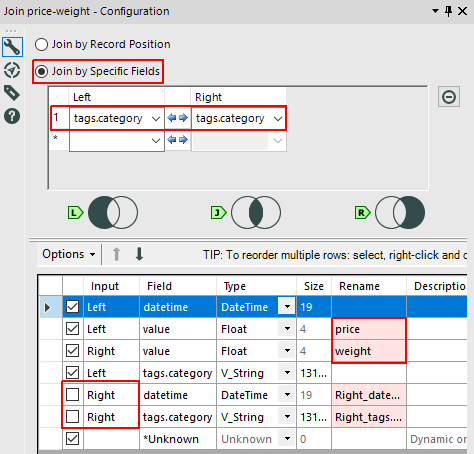 Join price-weight - Configuration
Join by Record Position
Join by Specific Fields
Left Right
1 tags.category tags.category
*
L J R
Options TIP: To reorder multiple rows: select, right-click and d
Input Field Type Size Rename Description
Left datetime DateTime 19
Left value Float 4 price
Right value Float 4 weight
Left tags.category V_String 131...
Right datetime DateTime 19 Right_date...
Right tags.category V_String 131... Right_tags....
*Unknown Unknown 0 Dynamic or